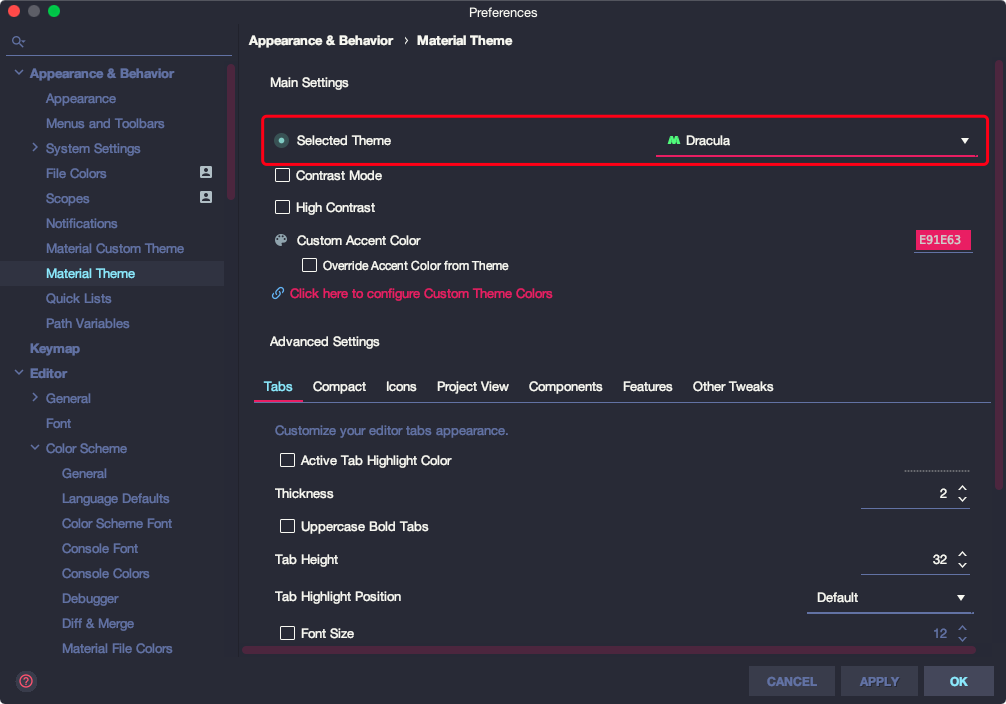 Preferences
Appearance & Behavior
Appearance
Menus and Toolbars
System Settings
File Colors
Scopes
Notifications
Material Custom Theme
Material Theme
Quick Lists
Path Variables
Keymap
Editor
General
Font
Color Scheme
General
Language Defaults
Color Scheme Font
Console Font
Console Colors
Debugger
Diff & Merge
Material File Colors
Appearance & Behavior › Material Theme
Main Settings
Selected Theme Dracula
Contrast Mode
High Contrast
Custom Accent Color E91E63
Override Accent Color from Theme
Click here to configure Custom Theme Colors
Advanced Settings
Tabs Compact Icons Project View Components Features Other Tweaks
Customize your editor tabs appearance.
Active Tab Highlight Color
Thickness 2
Uppercase Bold Tabs
Tab Height 32
Tab Highlight Position Default
Font Size 12
? CANCEL APPLY OK